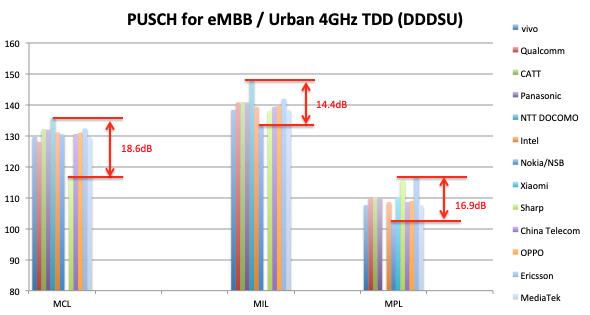 PUSCH for eMBB / Urban 4GHz TDD (DDDSU)
160
150
140
130
120
110
100
90
80
18.6dB
14.4dB
16.9dB
MCL
MIL
MPL
vivo
Qualcomm
CATT
Panasonic
NTT DOCOMO
Intel
Nokia/NSB
Xiaomi
Sharp
China Telecom
OPPO
Ericsson
MediaTek